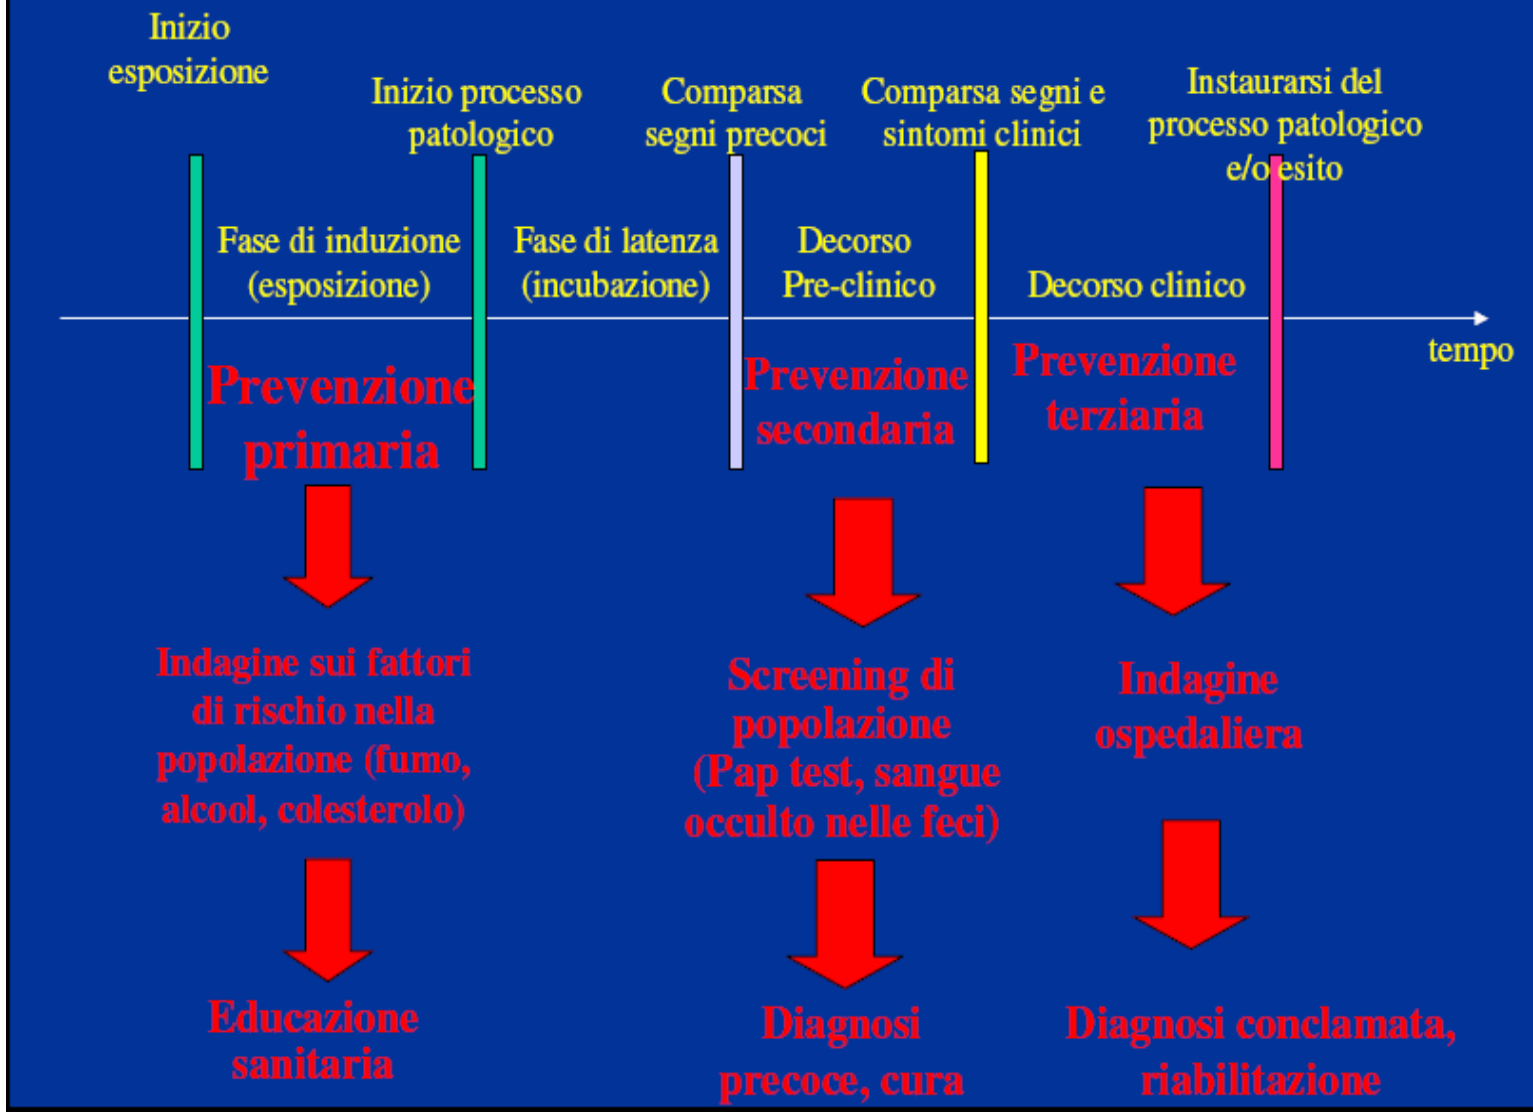 Inizio
esposizione
Inizio processo
patologico
Comparsa
segni precoci
Comparsa segni e
sintomi clinici
Instaurarsi del
processo patologico
e/o esito
Fase di induzione
(esposizione)
Fase di latenza
(incubazione)
Decorso
Pre-clinico
Decorso clinico
tempo
Prevenzione
primaria
Prevenzione
secondaria
Prevenzione
terziaria
Indagine sui fattori
di rischio nella
popolazione (fumo,
alcool, colesterolo)
Screening di
popolazione
(Pap test, sangue
occulto nelle feci)
Indagine
ospedaliera
Educazione
sanitaria
Diagnosi
precoce, cura
Diagnosi conclamata,
riabilitazione